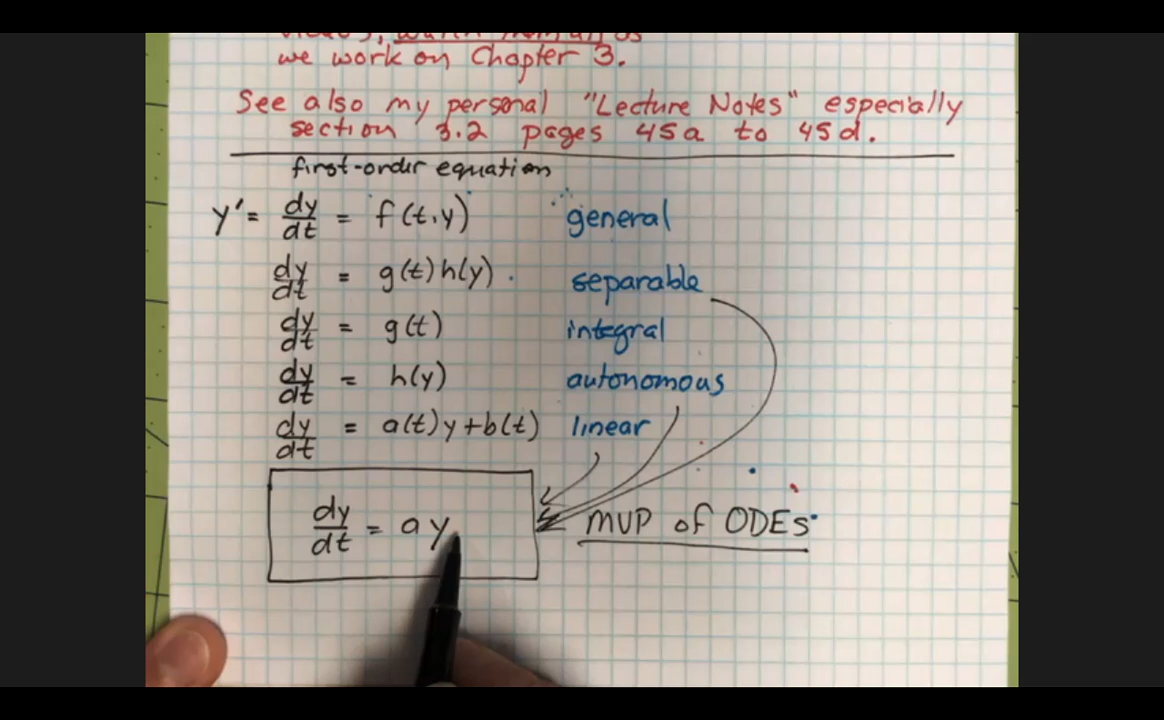 we work on Chapter 3.
See also my personal "Lecture Notes" especially
section 3.2 pages 45a to 45d.
first-order equation
y' = dy/dt = f(t,y) general
dy/dt = g(t)h(y). separable
dy/dt = g(t) integral
dy/dt = h(y) autonomous
dy/dt = a(t)y+b(t) linear
dy/dt = ay MVP of ODEs